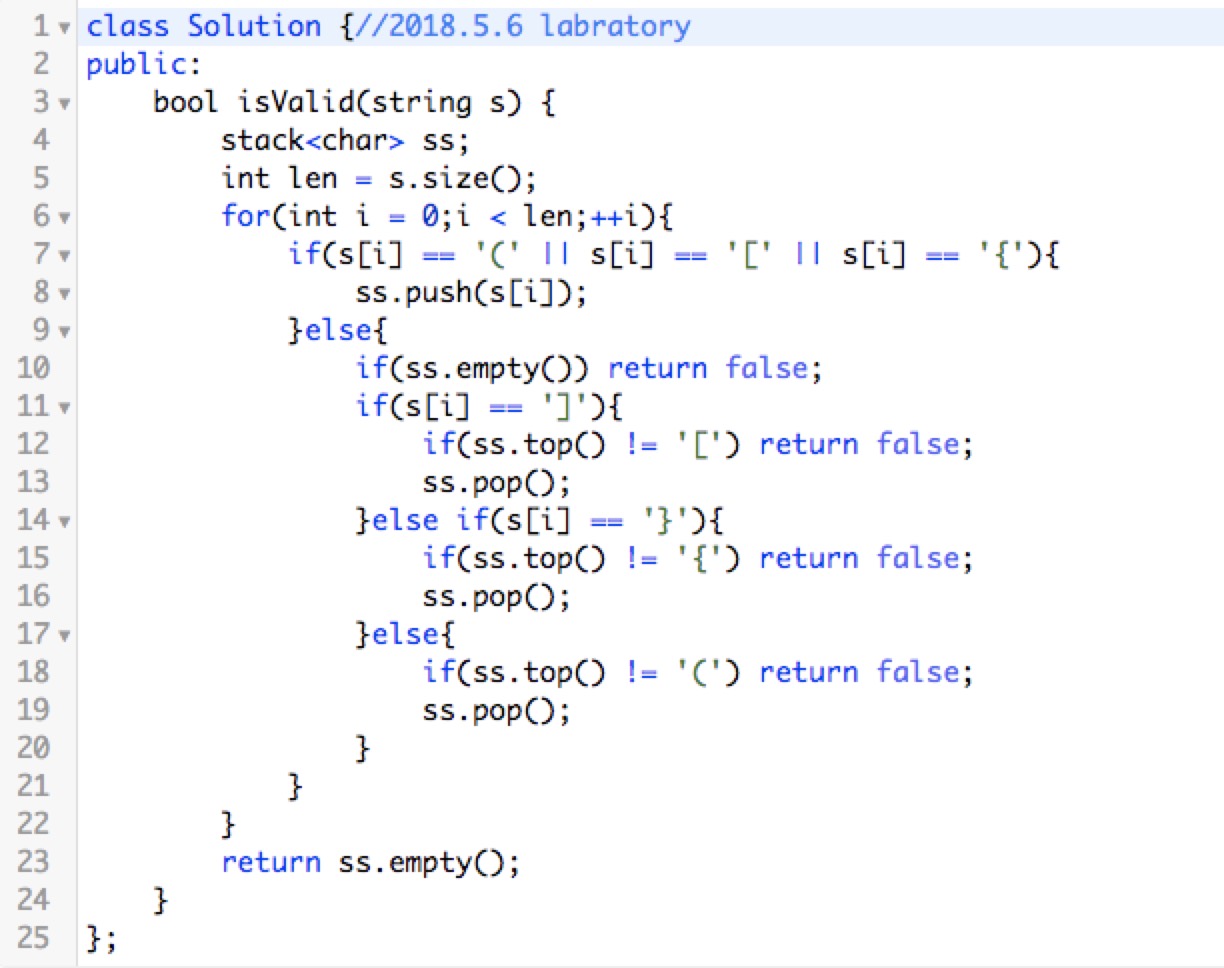 1 class Solution {//2018.5.6 labratory
2 public:
3     bool isValid(string s) {
4         stack<char> ss;
5         int len = s.size();
6         for(int i = 0;i < len;++i){
7             if(s[i] == '(' || s[i] == '[' || s[i] == '{'){
8                 ss.push(s[i]);
9             }else{
10                 if(ss.empty()) return false;
11                 if(s[i] == ']'){
12                     if(ss.top() != '[') return false;
13                     ss.pop();
14                 }else if(s[i] == '}'){
15                     if(ss.top() != '{') return false;
16                     ss.pop();
17                 }else{
18                     if(ss.top() != '(') return false;
19                     ss.pop();
20                 }
21             }
22         }
23         return ss.empty();
24     }
25 };